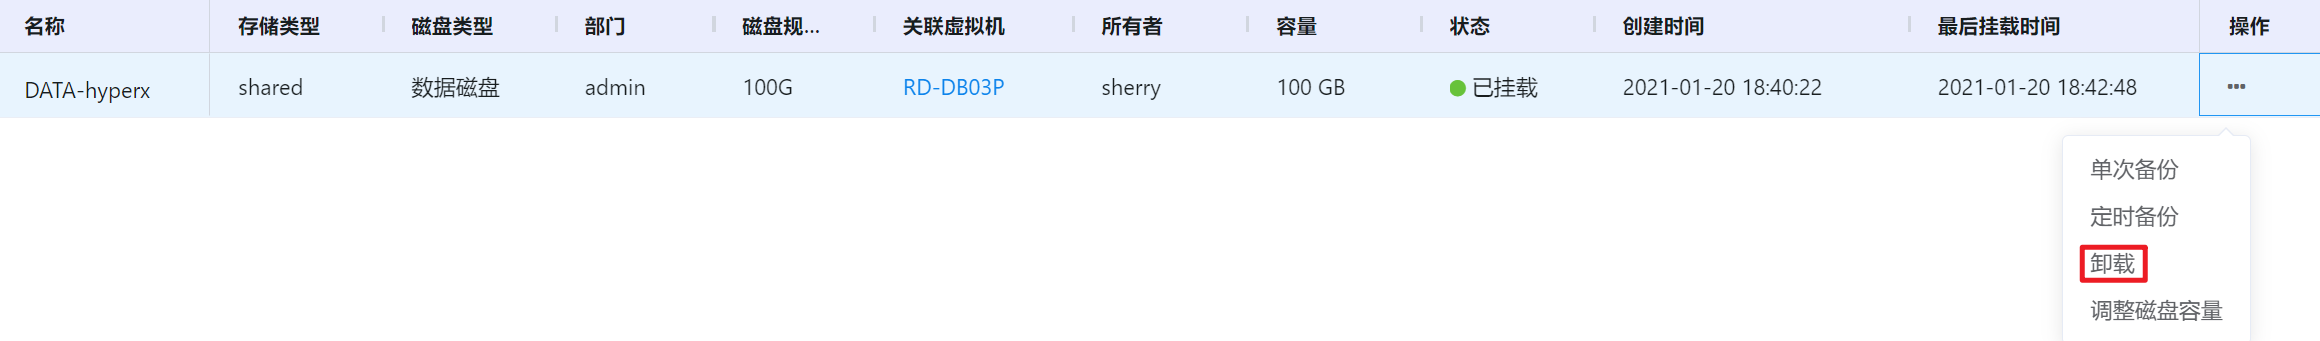 名称 存储类型 磁盘类型 部门 磁盘规... 关联虚拟机 所有者 容量 状态 创建时间 最后挂载时间 操作
DATA-hyperx shared 数据磁盘 admin 100G RD-DB03P sherry 100 GB 已挂载 2021-01-20 18:40:22 2021-01-20 18:42:48 •••
单次备份
定时备份
卸载
调整磁盘容量